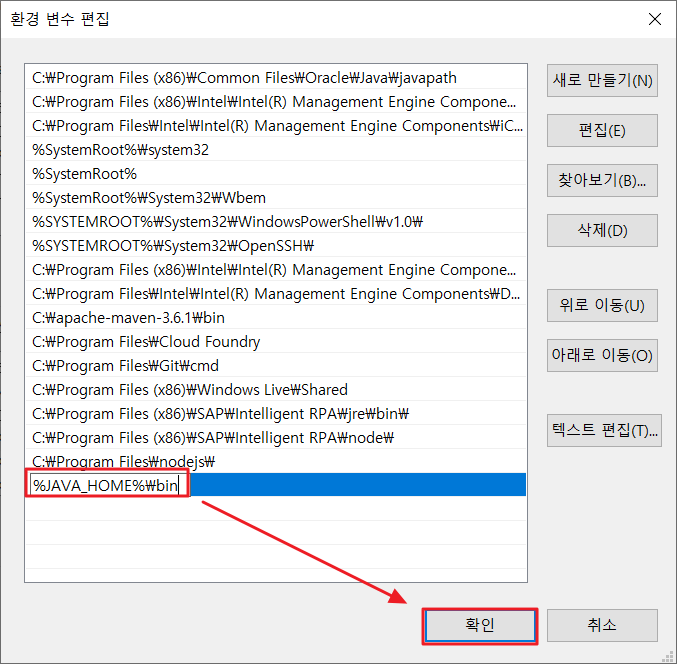 환경 변수 편집
C:₩Program Files (x86)₩Common Files₩Oracle₩Java₩javapath
C:₩Program Files (x86)₩Intel₩Intel(R) Management Engine Compone...
C:₩Program Files₩Intel₩Intel(R) Management Engine Components₩iC...
%SystemRoot%₩system32
%SystemRoot%
%SystemRoot%₩System32₩Wbem
%SYSTEMROOT%₩System32₩WindowsPowerShell₩v1.0₩
%SYSTEMROOT%₩System32₩OpenSSH₩
C:₩Program Files (x86)₩Intel₩Intel(R) Management Engine Compone...
C:₩Program Files₩Intel₩Intel(R) Management Engine Components₩D...
C:₩apache-maven-3.6.1₩bin
C:₩Program Files₩Cloud Foundry
C:₩Program Files₩Git₩cmd
C:₩Program Files (x86)₩Windows Live₩Shared
C:₩Program Files (x86)₩SAP₩Intelligent RPA₩jre₩bin₩
C:₩Program Files (x86)₩SAP₩Intelligent RPA₩node₩
C:₩Program Files₩nodejs₩
%JAVA_HOME%₩bin
새로 만들기(N)
편집(E)
찾아보기(B)...
삭제(D)
위로 이동(U)
아래로 이동(O)
텍스트 편집(T)...
확인
취소